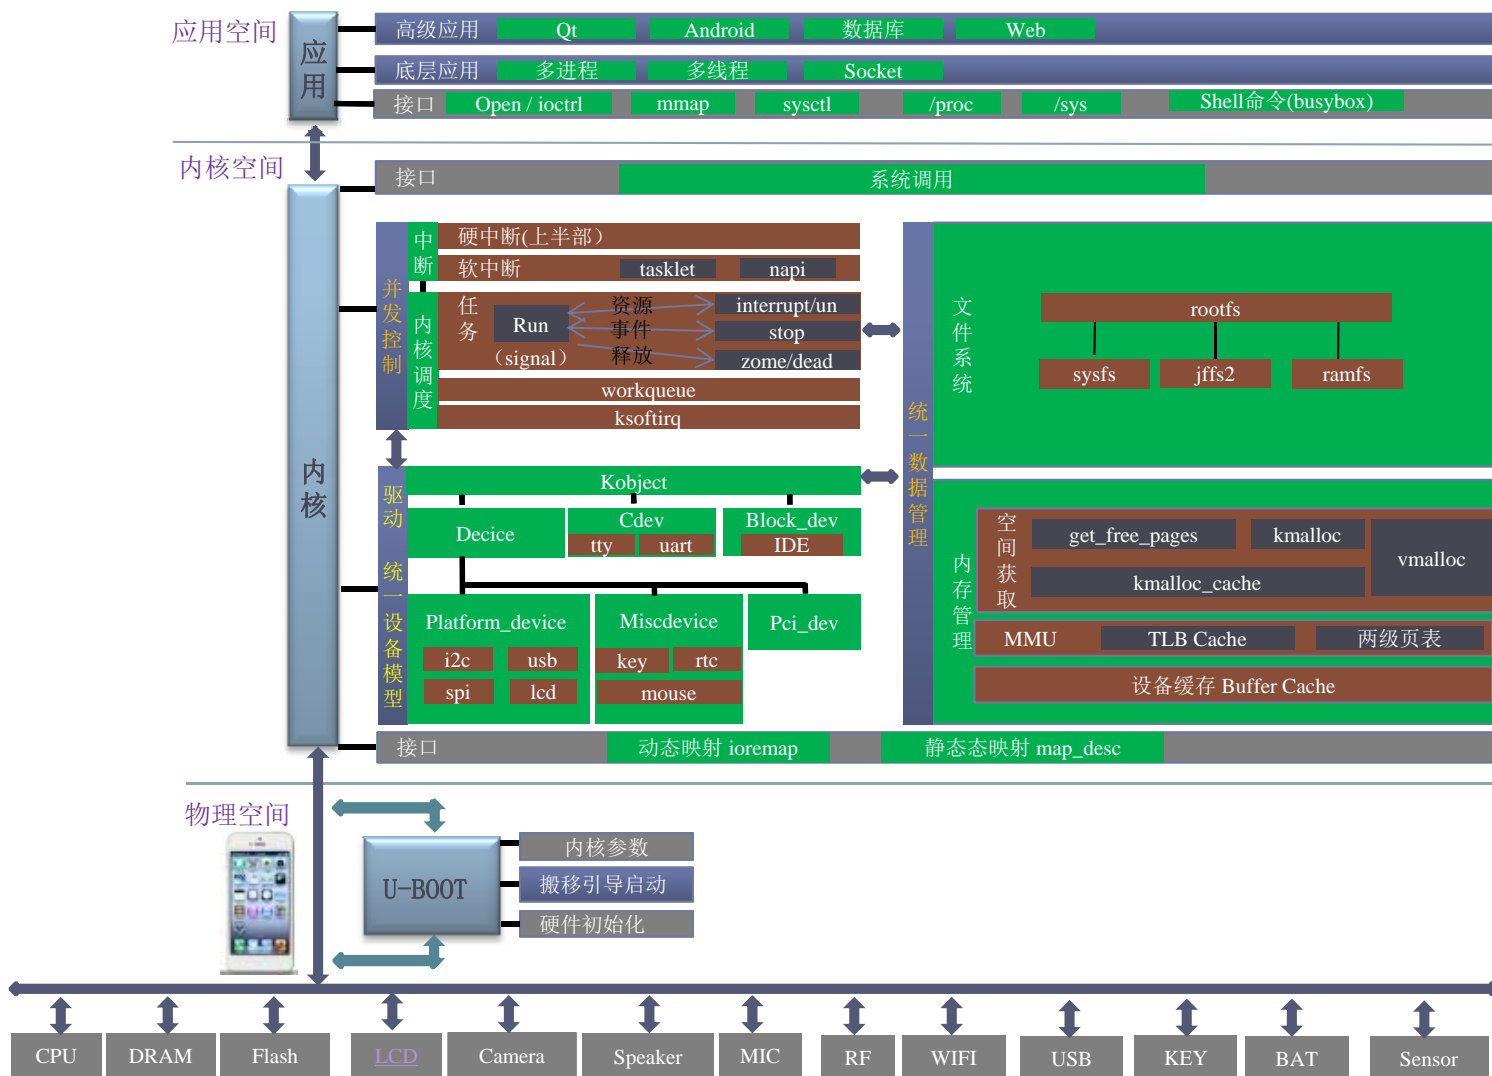 应用空间
应用
高级应用 Qt Android 数据库 Web
底层应用 多进程 多线程 Socket
接口 Open / ioctrl mmap sysctl /proc /sys Shell命令(busybox)
内核空间
内核
接口 系统调用
并发控制
中断
硬中断(上半部)
软中断 tasklet napi
内核调度
任务
Run
(signal)
资源
事件
释放
interrupt/un
stop
zome/dead
workqueue
ksoftirq
统一数据管理
文件系统
rootfs
sysfs jffs2 ramfs
驱动 统一设备模型
Kobject
Decice
Cdev
tty uart
Block_dev
IDE
Platform_device
i2c usb
spi lcd
Miscdevice
key rtc
mouse
Pci_dev
内存管理
空间获取
get_free_pages kmalloc
vmalloc
kmalloc_cache
MMU TLB Cache 两级页表
设备缓存 Buffer Cache
接口 动态映射 ioremap 静态态映射 map_desc
物理空间
U-BOOT
内核参数
搬移引导启动
硬件初始化
CPU DRAM Flash LCD Camera Speaker MIC RF WIFI USB KEY BAT Sensor